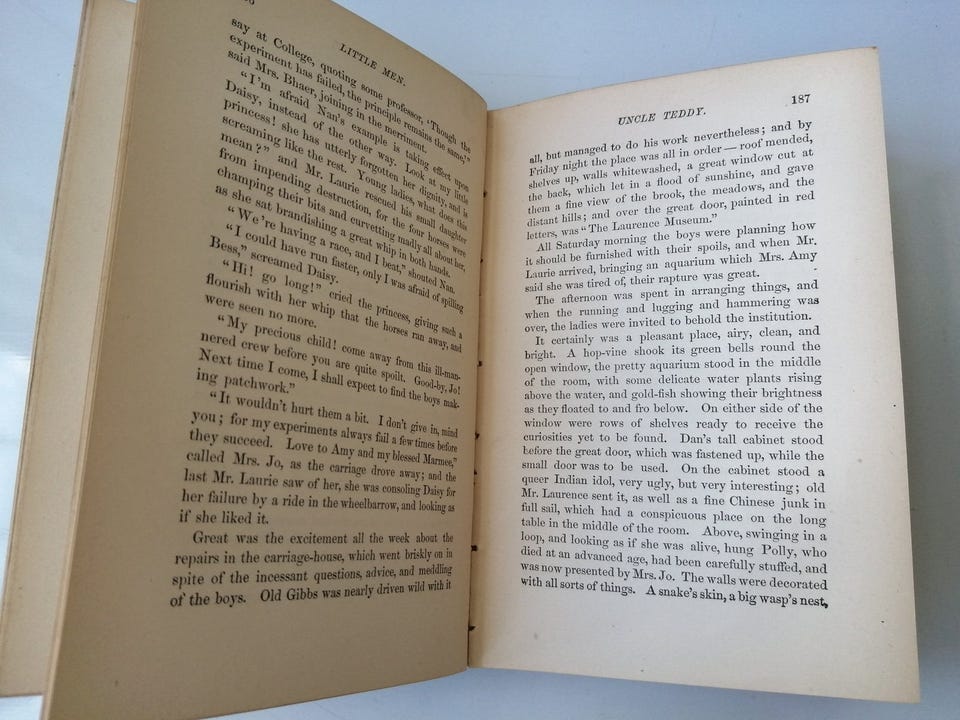 LITTLE MEN.
say at College, quoting some professor, 'Though the
experiment has failed, the principle remains the same,'"
said Mrs. Bhaer, joining in the merriment.
"I'm afraid Nan's example is taking effect upon
Daisy, instead of the other way. Look at my little
princess! she has utterly forgotten her dignity, and is
screaming like the rest. Young ladies, what does this
mean?" and Mr. Laurie rescued his small daughter
from impending destruction, for the four horses were
champing their bits and curvetting madly all about her,
as she sat brandishing a great whip in both hands.
"We're having a race, and I beat," shouted Nan.
"I could have run faster, only I was afraid of spilling
Bess," screamed Daisy.
"Hi! go long!" cried the princess, giving such a
flourish with her whip that the horses ran away, and
were seen no more.
"My precious child! come away from this ill-man-
nered crew before you are quite spoilt. Good-by, Jo!
Next time I come, I shall expect to find the boys mak-
ing patchwork."
"It wouldn't hurt them a bit. I don't give in, mind
you; for my experiments always fail a few times before
they succeed. Love to Amy and my blessed Marmee,"
called Mrs. Jo, as the carriage drove away; and the
last Mr. Laurie saw of her, she was consoling Daisy for
her failure by a ride in the wheelbarrow, and looking as
if she liked it.
Great was the excitement all the week about the
repairs in the carriage-house, which went briskly on in
spite of the incessant questions, advice, and meddling
of the boys. Old Gibbs was nearly driven wild with it
UNCLE TEDDY. 187
all, but managed to do his work nevertheless; and by
Friday night the place was all in order—roof mended,
shelves up, walls whitewashed, a great window cut at
the back, which let in a flood of sunshine, and gave
them a fine view of the brook, the meadows, and the
distant hills; and over the great door, painted in red
letters, was "The Laurence Museum."
All Saturday morning the boys were planning how
it should be furnished with their spoils, and when Mr.
Laurie arrived, bringing an aquarium which Mrs. Amy
said she was tired of, their rapture was great.
The afternoon was spent in arranging things, and
when the running and lugging and hammering was
over, the ladies were invited to behold the institution.
It certainly was a pleasant place, airy, clean, and
bright. A hop-vine shook its green bells round the
open window, the pretty aquarium stood in the middle
of the room, with some delicate water plants rising
above the water, and gold-fish showing their brightness
as they floated to and fro below. On either side of the
window were rows of shelves ready to receive the
curiosities yet to be found. Dan's tall cabinet stood
before the great door, which was fastened up, while the
small door was to be used. On the cabinet stood a
queer Indian idol, very ugly, but very interesting; old
Mr. Laurence sent it, as well as a fine Chinese junk in
full sail, which had a conspicuous place on the long
table in the middle of the room. Above, swinging in a
loop, and looking as if she was alive, hung Polly, who
died at an advanced age, had been carefully stuffed, and
was now presented by Mrs. Jo. The walls were decorated
with all sorts of things. A snake's skin, a big wasp's nest,